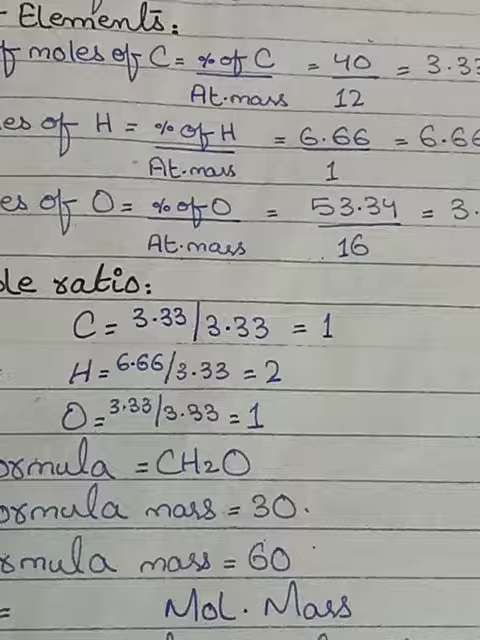 Elements:
of moles of C = % of C / At.mass = 40 / 12 = 3.33
es of H = % of H / At.mass = 6.66 / 1 = 6.66
es of O = % of O / At.mass = 53.34 / 16 = 3.
le ratio:
C = 3.33/3.33 = 1
H = 6.66/3.33 = 2
O = 3.33/3.33 = 1
ormula = CH2O
ormula mass = 30.
rmula mass = 60
= Mol. Mass